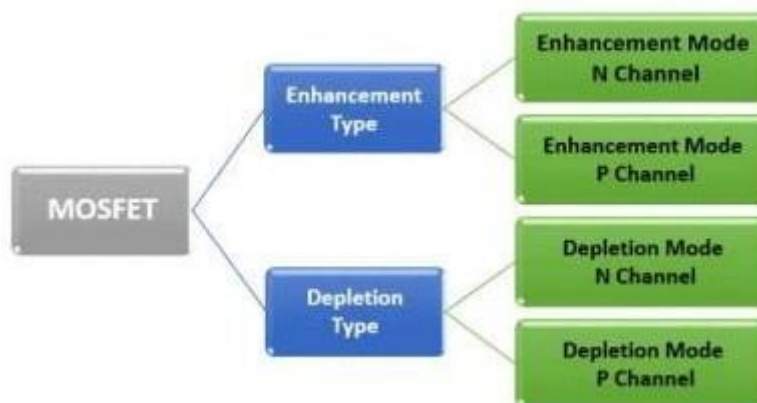 MOSFET
Enhancement
Type
Depletion
Type
Enhancement Mode
N Channel
Enhancement Mode
P Channel
Depletion Mode
N Channel
Depletion Mode
P Channel